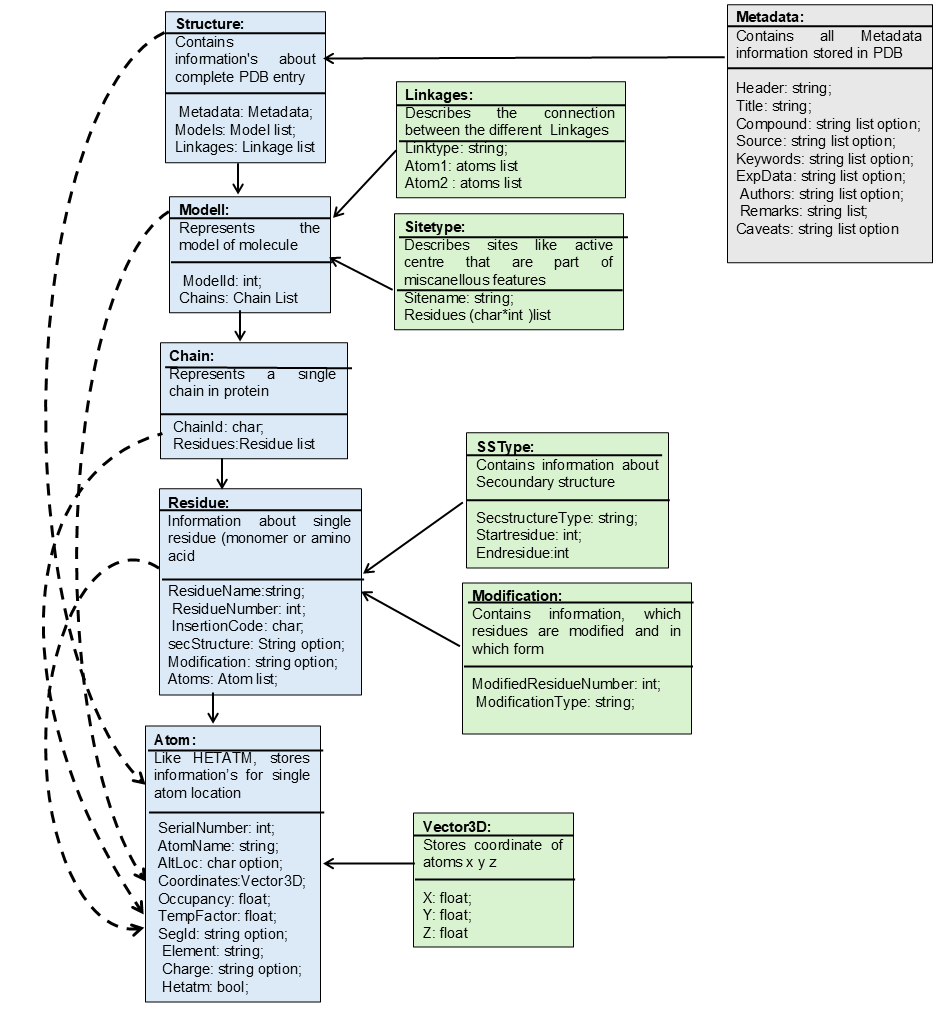 Structure:
Contains
information's about
complete PDB entry
Metadata: Metadata;
Models: Model list;
Linkages: Linkage list
Metadata:
Contains all Metadata
information stored in PDB
Header: string;
Title: string;
Compound: string list option;
Source: string list option;
Keywords: string list option;
ExpData: string list option;
Authors: string list option;
Remarks: string list;
Caveats: string list option
Linkages:
Describes the connection
between the different Linkages
Linktype: string;
Atom1: atoms list
Atom2 : atoms list
Modell:
Represents the
model of molecule
ModelId: int;
Chains: Chain List
Sitetype:
Describes sites like active
centre that are part of
miscanellous features
Sitename: string;
Residues (char*int )list
Chain:
Represents a single
chain in protein
ChainId: char;
Residues:Residue list
SSType:
Contains information about
Secoundary structure
SecstructureType: string;
Startresidue: int;
Endresidue:int
Residue:
Information about single
residue (monomer or amino
acid
ResidueName:string;
ResidueNumber: int;
InsertionCode: char;
secStructure: String option;
Modification: string option;
Atoms: Atom list;
Modification:
Contains information, which
residues are modified and in
which form
ModifiedResidueNumber: int;
ModificationType: string;
Atom:
Like HETATM, stores
information’s for single
atom location
SerialNumber: int;
AtomName: string;
AltLoc: char option;
Coordinates:Vector3D;
Occupancy: float;
TempFactor: float;
SegId: string option;
Element: string;
Charge: string option;
Hetatm: bool;
Vector3D:
Stores coordinate of
atoms x y z
X: float;
Y: float;
Z: float